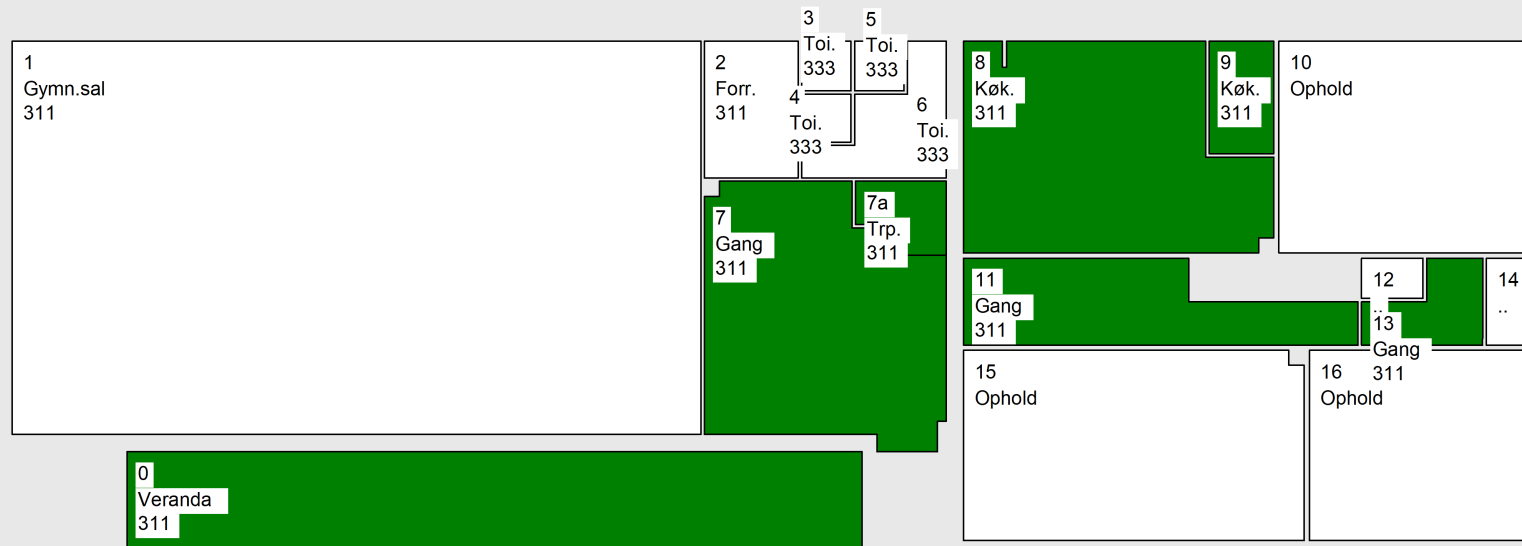 1
Gymn.sal
311
2
Forr.
311
3
Toi.
333
4
Toi.
333
5
Toi.
333
6
Toi.
333
7
Gang
311
7a
Trp.
311
8
Køk.
311
9
Køk.
311
10
Ophold
11
Gang
311
12
..
13
Gang
311
14
..
15
Ophold
16
Ophold
0
Veranda
311